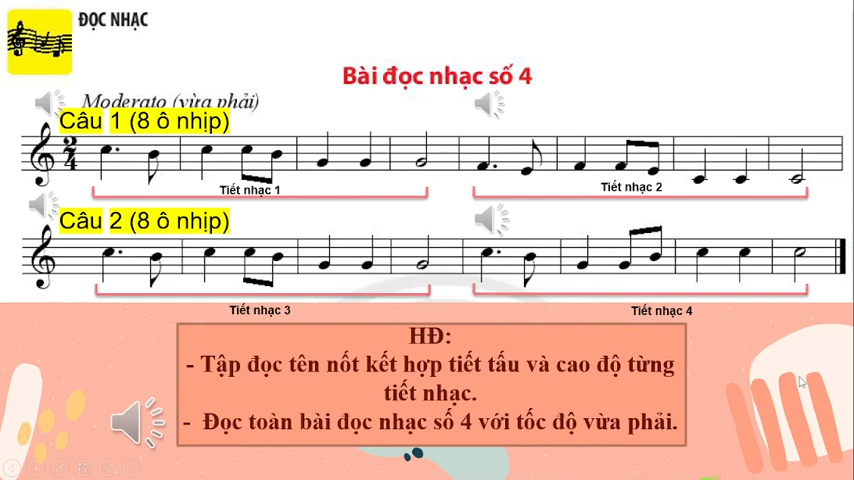 ĐỌC NHẠC
Bài đọc nhạc số 4
Moderato (vừa phải)
Câu 1 (8 ô nhịp)
2
4
Tiết nhạc 1
Tiết nhạc 2
Câu 2 (8 ô nhịp)
Tiết nhạc 3
Tiết nhạc 4
HĐ:
- Tập đọc tên nốt kết hợp tiết tấu và cao độ từng
tiết nhạc.
- Đọc toàn bài đọc nhạc số 4 với tốc độ vừa phải.